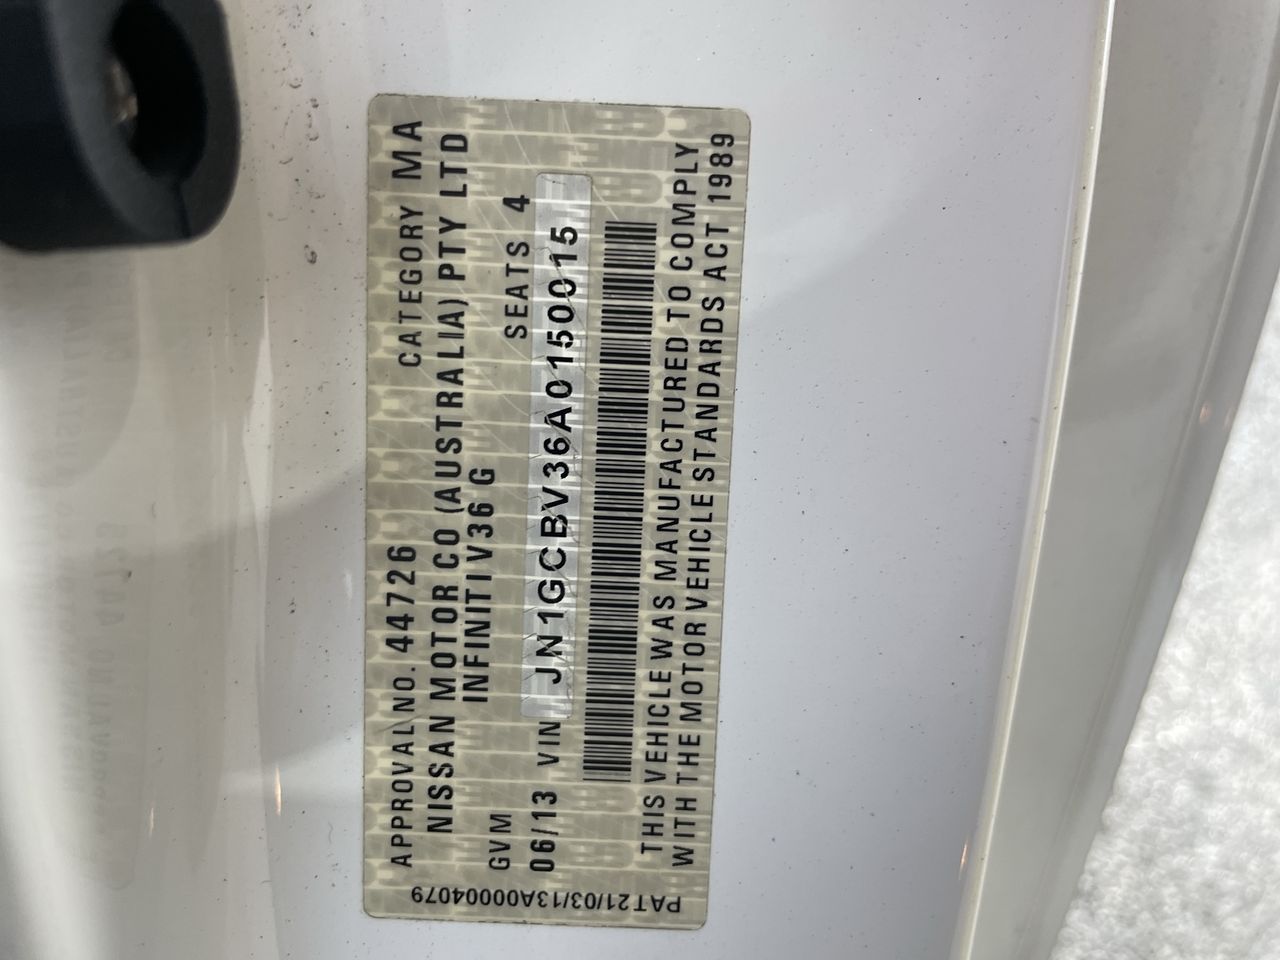 APPROVAL NO. 44726 CATEGORY MA
NISSAN MOTOR CO (AUSTRALIA) PTY LTD
INFINITI V36 G
GVM SEATS 4
06/13 VIN JN1GCBV36A0150015
THIS VEHICLE WAS MANUFACTURED TO COMPLY
WITH THE MOTOR VEHICLE STANDARDS ACT 1989
PAT21/03/13A000004079